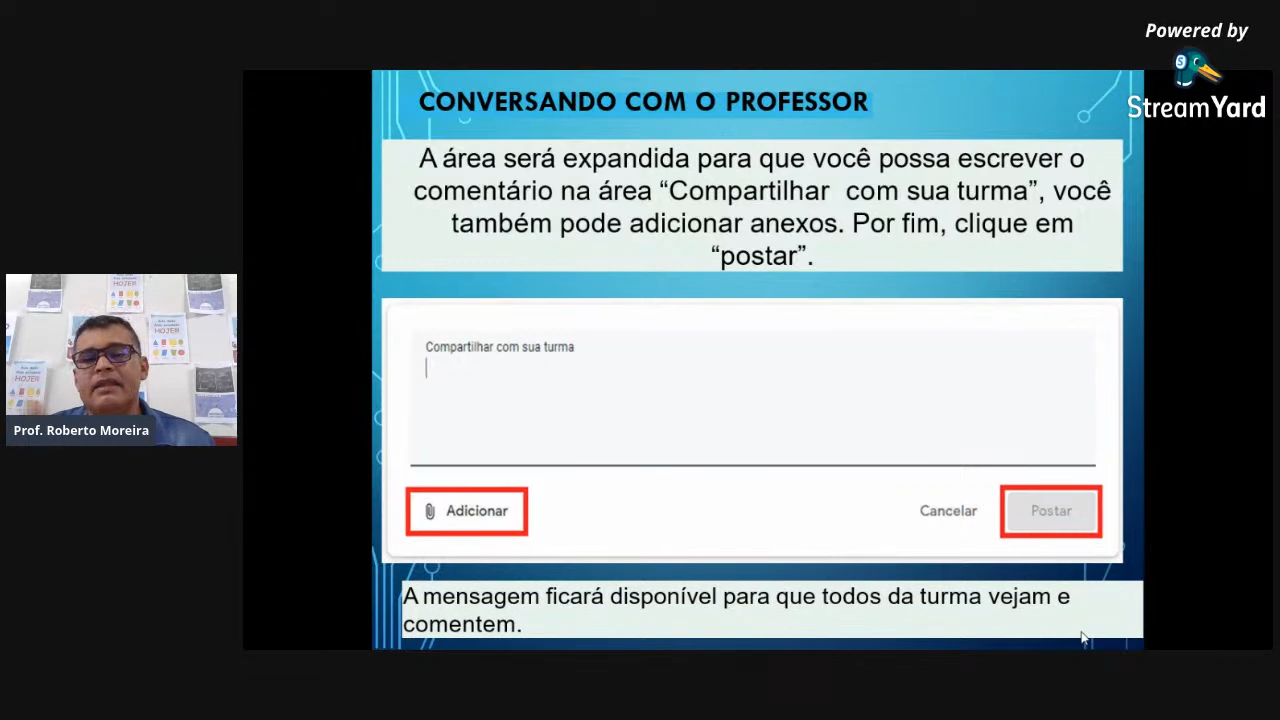 Powered by
StreamYard
CONVERSANDO COM O PROFESSOR
A área será expandida para que você possa escrever o
comentário na área “Compartilhar com sua turma”, você
também pode adicionar anexos. Por fim, clique em
“postar”.
Compartilhar com sua turma
Adicionar
Cancelar
Postar
A mensagem ficará disponível para que todos da turma vejam e
comentem.
HOJE!!
HOJE!!
HOJE!!
Prof. Roberto Moreira